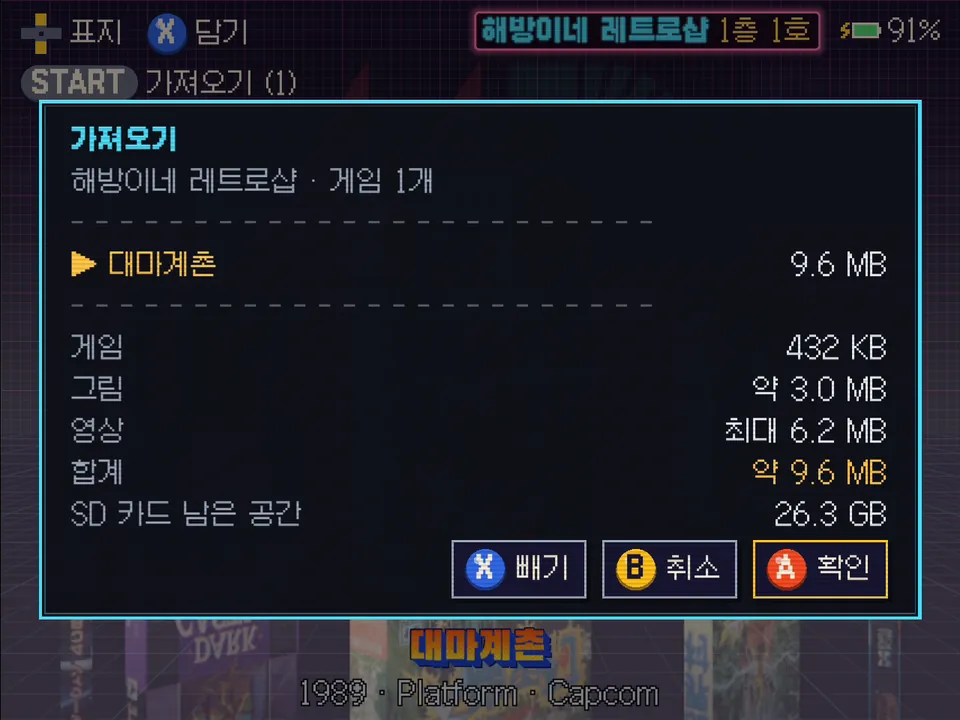 표지 X 담기 해방이네 레트로샵 1층 1호 91%
START 가져오기 (1)
가져오기
해방이네 레트로샵 · 게임 1개
대마계촌 9.6 MB
게임 432 KB
그림 약 3.0 MB
영상 최대 6.2 MB
합계 약 9.6 MB
SD 카드 남은 공간 26.3 GB
X 빼기 B 취소 A 확인
DARK
대마계촌
1989 · Platform · Capcom